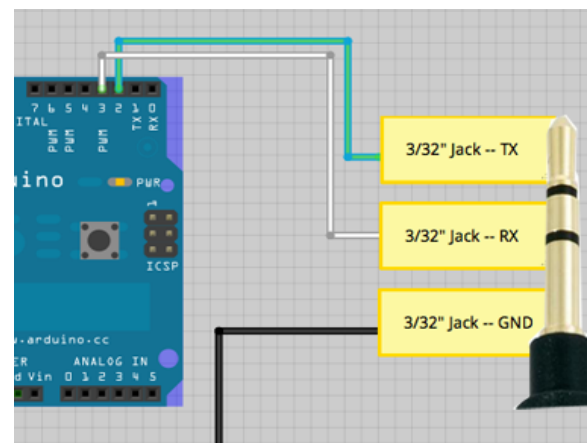 7 6 5 4 3 2 1 0
ITAL
PWM
PWM
PWM
TX
RX
uino
PWR
1
ICSP
w.arduino.cc
ER
ANALOG IN
d Vin 0 1 2 3 4 5
3/32" Jack -- TX
3/32" Jack -- RX
3/32" Jack -- GND